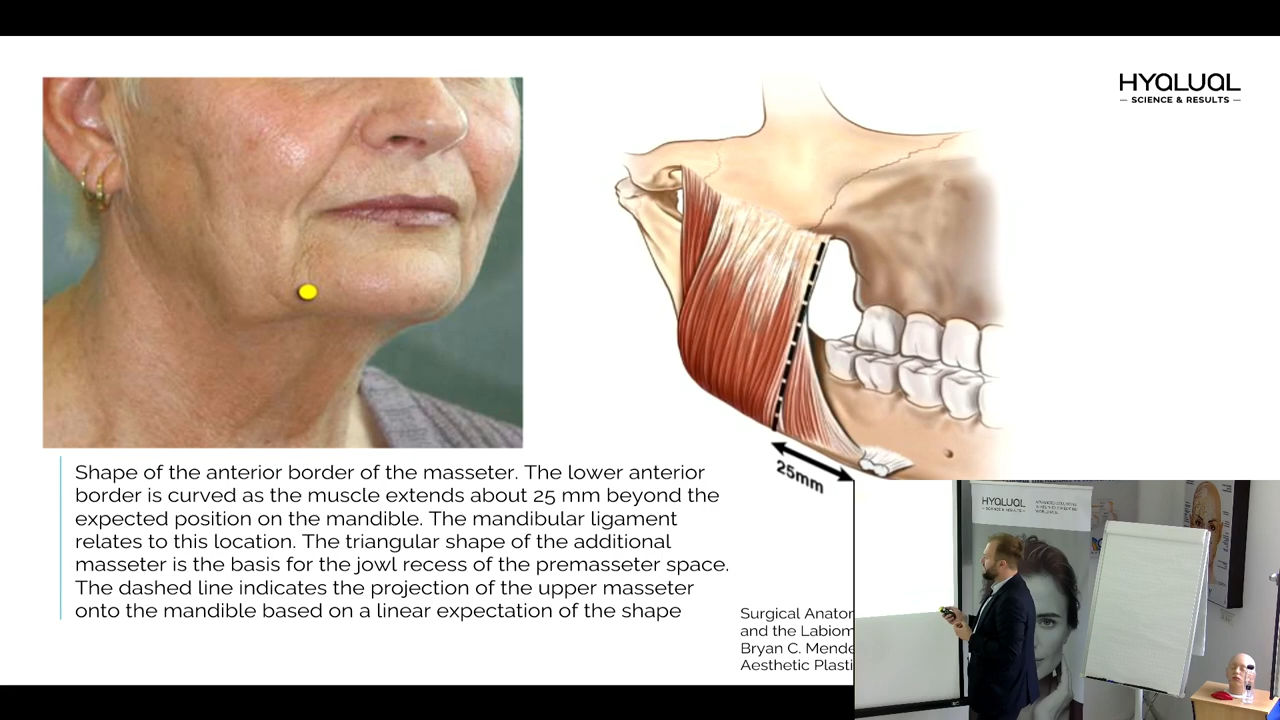 HYALUAL
— SCIENCE & RESULTS —
25mm
Shape of the anterior border of the masseter. The lower anterior
border is curved as the muscle extends about 25 mm beyond the
expected position on the mandible. The mandibular ligament
relates to this location. The triangular shape of the additional
masseter is the basis for the jowl recess of the premasseter space.
The dashed line indicates the projection of the upper masseter
onto the mandible based on a linear expectation of the shape
Surgical Anator
and the Labiom
Bryan C. Mende
Aesthetic Plasti
HYALUAL